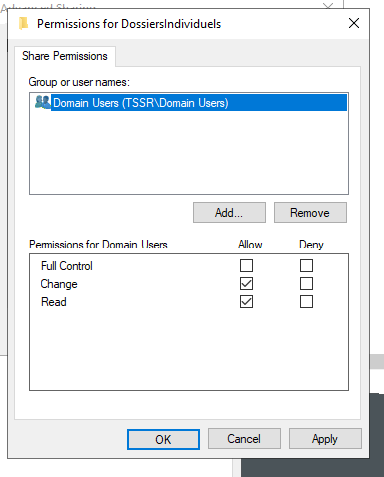 Permissions for DossiersIndividuels
Share Permissions
Group or user names:
Domain Users (TSSR\Domain Users)
Add...
Remove
Permissions for Domain Users
Allow
Deny
Full Control
Change
Read
OK
Cancel
Apply